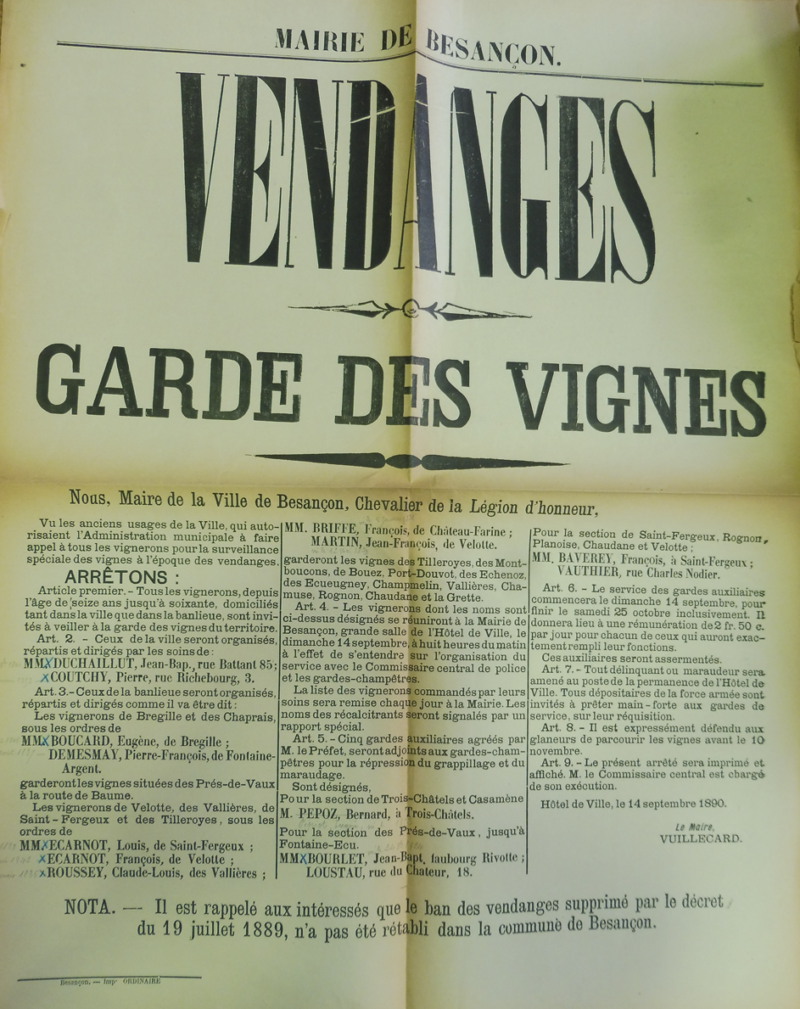 MAIRIE DE BESANÇON.
VENDANGES
GARDE DES VIGNES
Nous, Maire de la Ville de Besançon, Chevalier de la Légion d'honneur,
Vu les anciens usages de la Ville, qui auto-
risaient l'Administration municipale à faire
appel à tous les vignerons pour la surveillance
spéciale des vignes à l'époque des vendanges,
ARRÊTONS :
Article premier. - Tous les vignerons, depuis
l'âge de seize ans jusqu'à soixante, domiciliés
tant dans la ville que dans la banlieue, sont invi-
tés à veiller à la garde des vignes du territoire.
Art. 2. - Ceux de la ville seront organisés,
répartis et dirigés par les soins de :
MM. DUCHAILLUT, Jean-Bap., rue Battant 85;
COUTCHY, Pierre, rue Richebourg, 3.
Art. 3. - Ceux de la banlieue seront organisés,
répartis et dirigés comme il va être dit :
Les vignerons de Bregille et des Chaprais,
sous les ordres de
MM. BOUCARD, Eugène, de Bregille ;
DEMESMAY, Pierre-François, de Fontaine-
Argent.
garderont les vignes situées des Prés-de-Vaux
à la route de Baume.
Les vignerons de Velotte, des Vallières, de
Saint-Fergeux et des Tilleroyes, sous les
ordres de
MM. ECARNOT, Louis, de Saint-Fergeux ;
ECARNOT, François, de Velotte ;
ROUSSEY, Claude-Louis, des Vallières ;
MM. BRIFFE, François, de Château-Farine ;
MARTIN, Jean-François, de Velotte.
garderont les vignes des Tilleroyes, des Mont-
boucons, de Bouez, Port-Douvot, des Echenoz,
des Ecueugney, Champmelin, Vallières, Cha-
muse, Rognon, Chaudane et la Grette.
Art. 4. - Les vignerons dont les noms sont
ci-dessus désignés se réuniront à la Mairie de
Besançon, grande salle de l'Hôtel de Ville, le
dimanche 14 septembre, à huit heures du matin
à l'effet de s'entendre sur l'organisation du
service avec le Commissaire central de police
et les gardes-champêtres.
La liste des vignerons commandés par leurs
soins sera remise chaque jour à la Mairie. Les
noms des récalcitrants seront signalés par un
rapport spécial.
Art. 5. - Cinq gardes auxiliaires agréés par
M. le Préfet, seront adjoints aux gardes-cham-
pêtres pour la répression du grappillage et du
maraudage.
Sont désignés,
Pour la section de Trois-Châtels et Casamène
M. PEPOZ, Bernard, à Trois-Châtels.
Pour la section des Prés-de-Vaux, jusqu'à
Fontaine-Ecu.
MM. BOURLET, Jean-Bapt, faubourg Rivotte ;
LOUSTAU, rue du Chateur, 18.
Pour la section de Saint-Fergeux, Rognon,
Planoise, Chaudane et Velotte :
MM. BAVEREY, François, à Saint-Fergeux ;
VAUTHIER, rue Charles Nodier.
Art. 6. - Le service des gardes auxiliaires
commencera le dimanche 14 septembre, pour
finir le samedi 25 octobre inclusivement. Il
donnera lieu à une rémunération de 2 fr. 50 c.
par jour pour chacun de ceux qui auront exac-
tement rempli leur fonctions.
Ces auxiliaires seront assermentés.
Art. 7. - Tout délinquant ou maraudeur sera
amené au poste de la permanence de l'Hôtel de
Ville. Tous dépositaires de la force armée sont
invités à prêter main-forte aux gardes de
service, sur leur réquisition.
Art. 8. - Il est expressément défendu aux
glaneurs de parcourir les vignes avant le 10
novembre.
Art. 9. - Le présent arrêté sera imprimé et
affiché. M. le Commissaire central est chargé
de son exécution.
Hôtel de Ville, le 14 septembre 1890.
Le Maire,
VUILLECARD.
NOTA. — Il est rappelé aux intéressés que le ban des vendanges supprimé par le décret
du 19 juillet 1889, n'a pas été rétabli dans la commune de Besançon.
Besançon. — Imp. ORDINAIRE